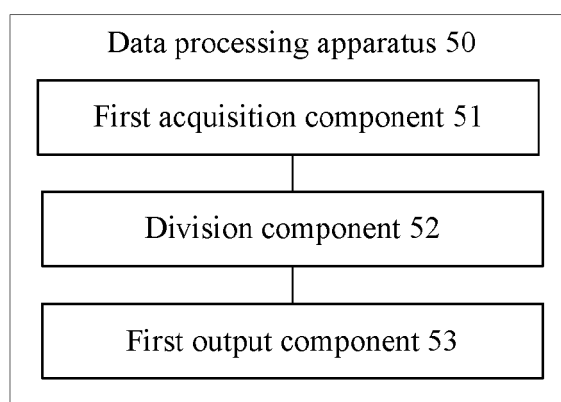 Data processing apparatus 50
First acquisition component 51
Division component 52
First output component 53